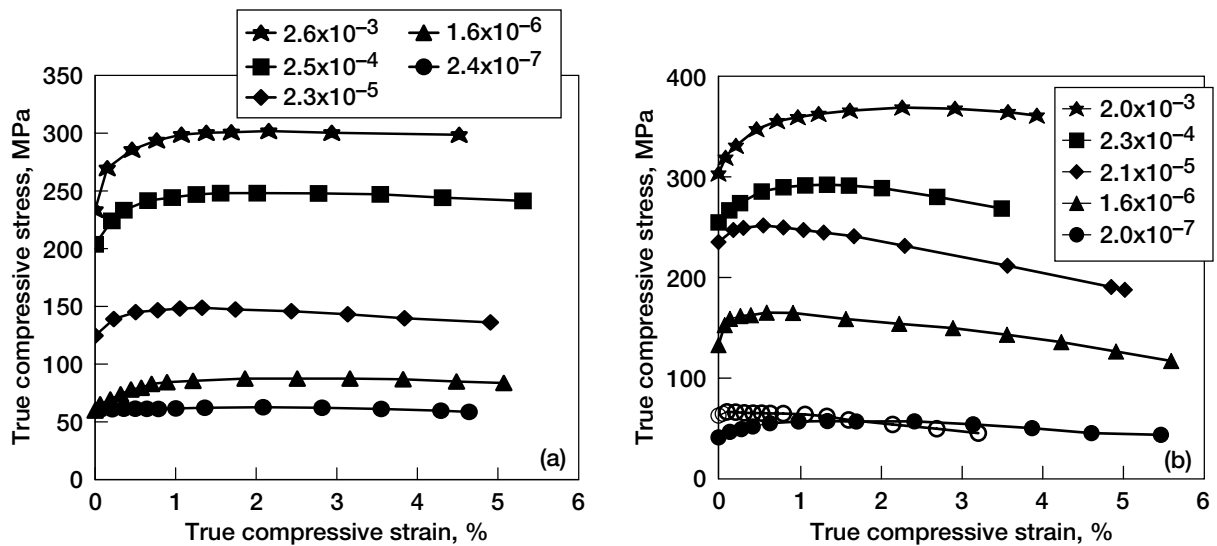 2.6x10⁻³ 1.6x10⁻⁶
2.5x10⁻⁴ 2.4x10⁻⁷
2.3x10⁻⁵
350
300
250
200
150
100
50
0
True compressive stress, MPa
0 1 2 3 4 5 6
True compressive strain, %
(a)
400
300
200
100
0
True compressive stress, MPa
2.0x10⁻³
2.3x10⁻⁴
2.1x10⁻⁵
1.6x10⁻⁶
2.0x10⁻⁷
0 1 2 3 4 5 6
True compressive strain, %
(b)